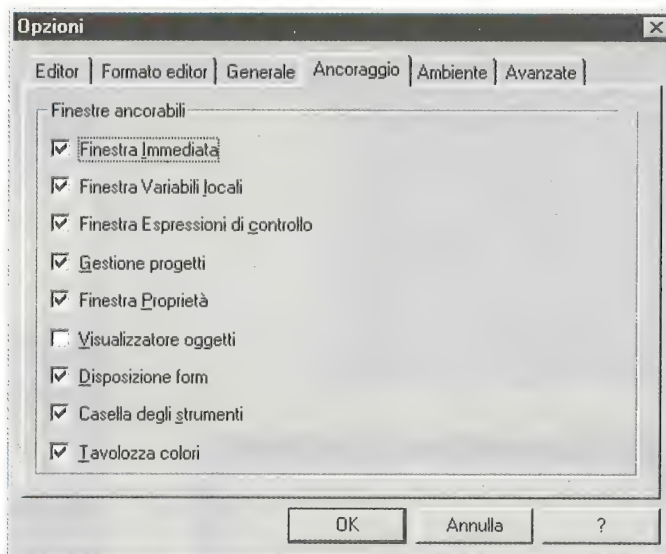 Opzioni
Editor Formato editor Generale Ancoraggio Ambiente Avanzate
Finestre ancorabili
Finestra Immediata
Finestra Variabili locali
Finestra Espressioni di controllo
Gestione progetti
Finestra Proprietà
Visualizzatore oggetti
Disposizione form
Casella degli strumenti
Tavolozza colori
OK Annulla ?